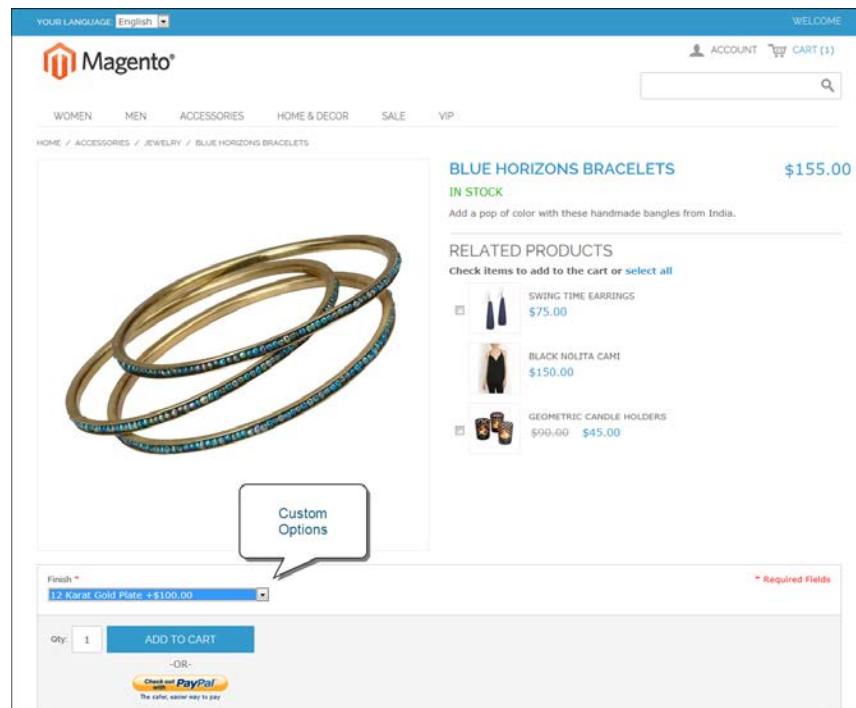 YOUR LANGUAGE: English
WELCOME
Magento®
ACCOUNT
CART (1)
WOMEN MEN ACCESSORIES HOME & DECOR SALE VIP
HOME / ACCESSORIES / JEWELRY / BLUE HORIZONS BRACELETS
BLUE HORIZONS BRACELETS $155.00
IN STOCK
Add a pop of color with these handmade bangles from India.
RELATED PRODUCTS
Check items to add to the cart or select all
SWING TIME EARRINGS
$75.00
BLACK NOLITA CAMI
$150.00
GEOMETRIC CANDLE HOLDERS
$90.00 $45.00
Custom
Options
Finish *
* Required Fields
12 Karat Gold Plate +$100.00
Qty: 1 ADD TO CART
-OR-
Check out with PayPal
The safer, easier way to pay